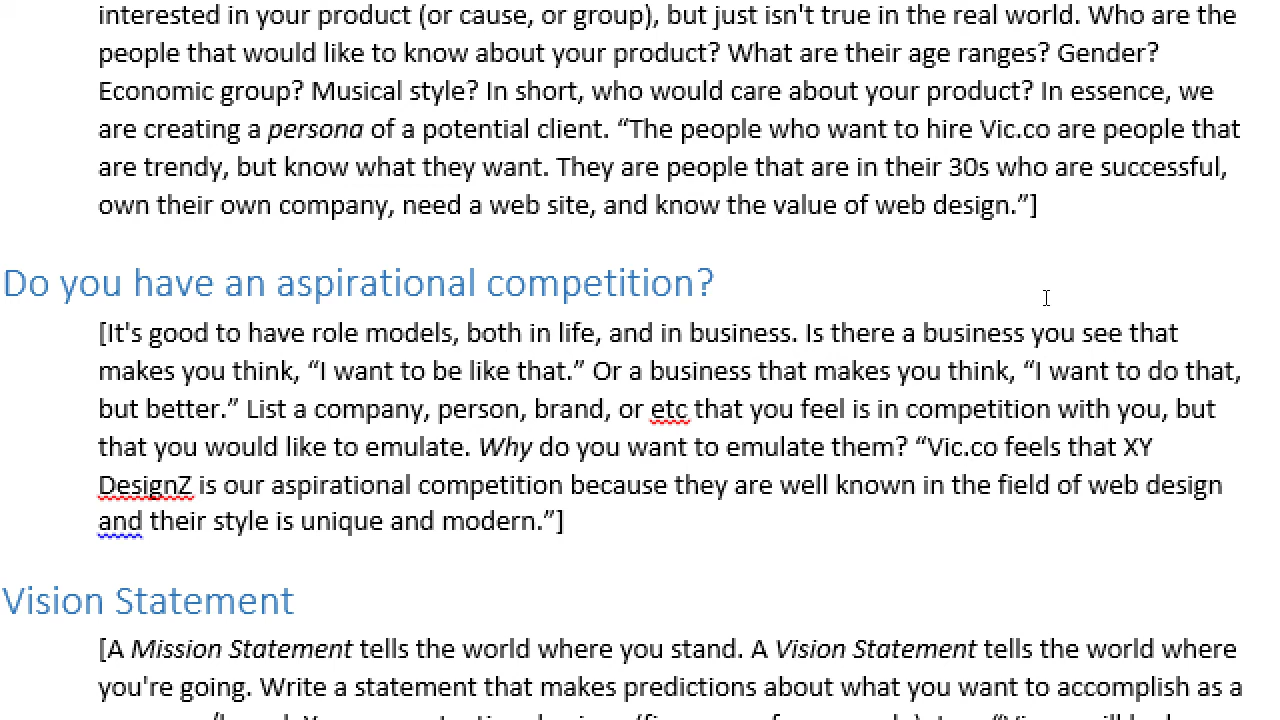 interested in your product (or cause, or group), but just isn't true in the real world. Who are the
people that would like to know about your product? What are their age ranges? Gender?
Economic group? Musical style? In short, who would care about your product? In essence, we
are creating a persona of a potential client. “The people who want to hire Vic.co are people that
are trendy, but know what they want. They are people that are in their 30s who are successful,
own their own company, need a web site, and know the value of web design.”]
Do you have an aspirational competition?
[It's good to have role models, both in life, and in business. Is there a business you see that
makes you think, “I want to be like that.” Or a business that makes you think, “I want to do that,
but better.” List a company, person, brand, or etc that you feel is in competition with you, but
that you would like to emulate. Why do you want to emulate them? “Vic.co feels that XY
DesignZ is our aspirational competition because they are well known in the field of web design
and their style is unique and modern.”]
Vision Statement
[A Mission Statement tells the world where you stand. A Vision Statement tells the world where
you're going. Write a statement that makes predictions about what you want to accomplish as a